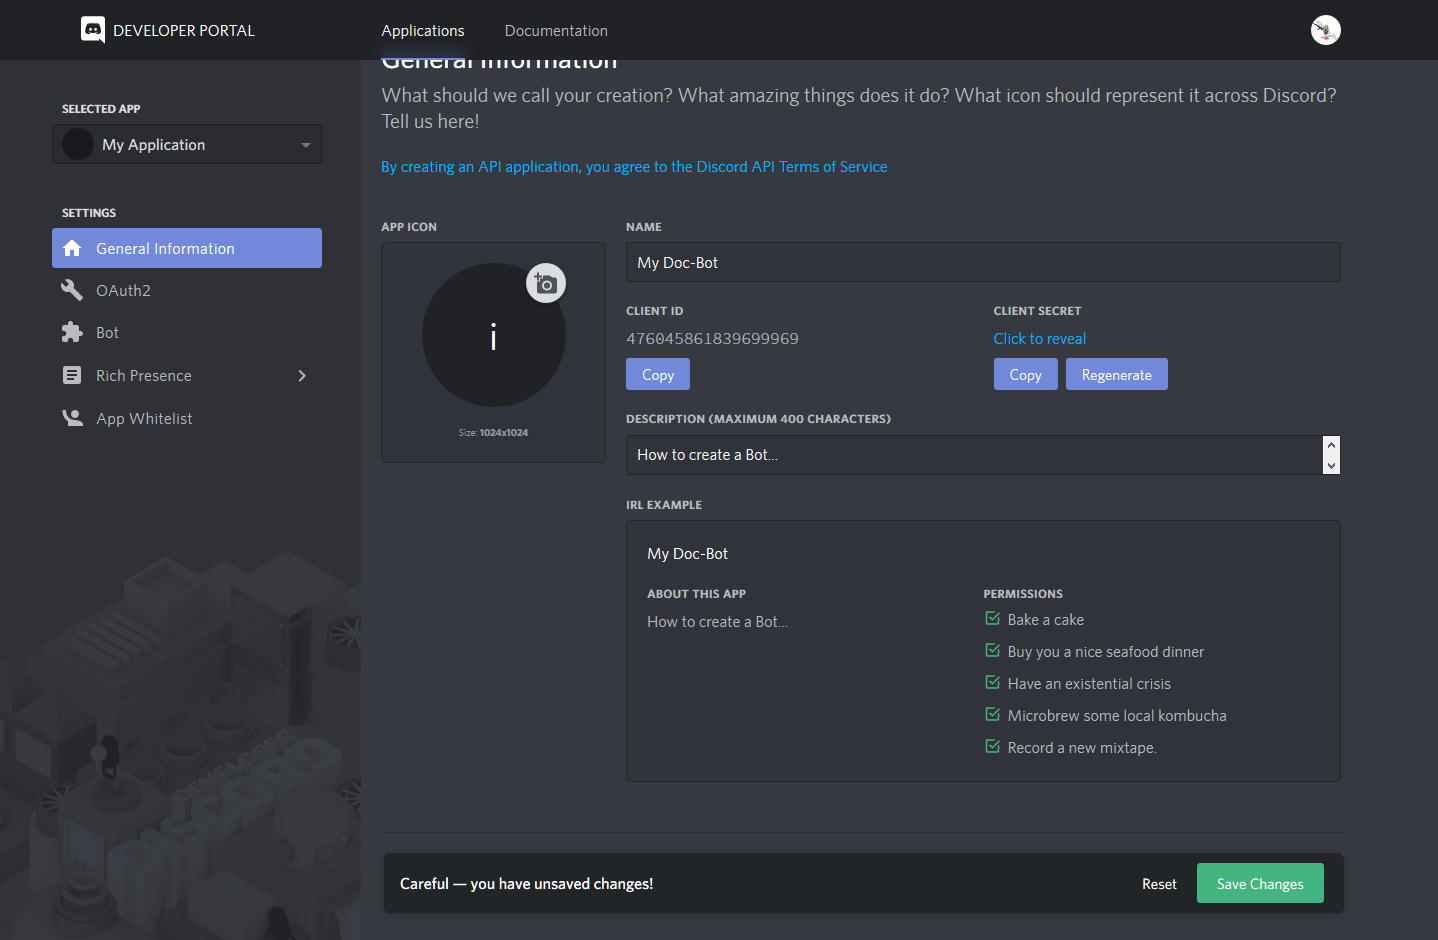 DEVELOPER PORTAL
Applications
Documentation
SELECTED APP
My Application
SETTINGS
General Information
OAuth2
Bot
Rich Presence
App Whitelist
General Information
What should we call your creation? What amazing things does it do? What icon should represent it across Discord?
Tell us here!
By creating an API application, you agree to the Discord API Terms of Service
APP ICON
i
Size: 1024x1024
NAME
My Doc-Bot
CLIENT ID
476045861839699969
Copy
CLIENT SECRET
Click to reveal
Copy
Regenerate
DESCRIPTION (MAXIMUM 400 CHARACTERS)
How to create a Bot...
IRL EXAMPLE
My Doc-Bot
ABOUT THIS APP
How to create a Bot...
PERMISSIONS
Bake a cake
Buy you a nice seafood dinner
Have an existential crisis
Microbrew some local kombucha
Record a new mixtape.
Careful — you have unsaved changes!
Reset
Save Changes